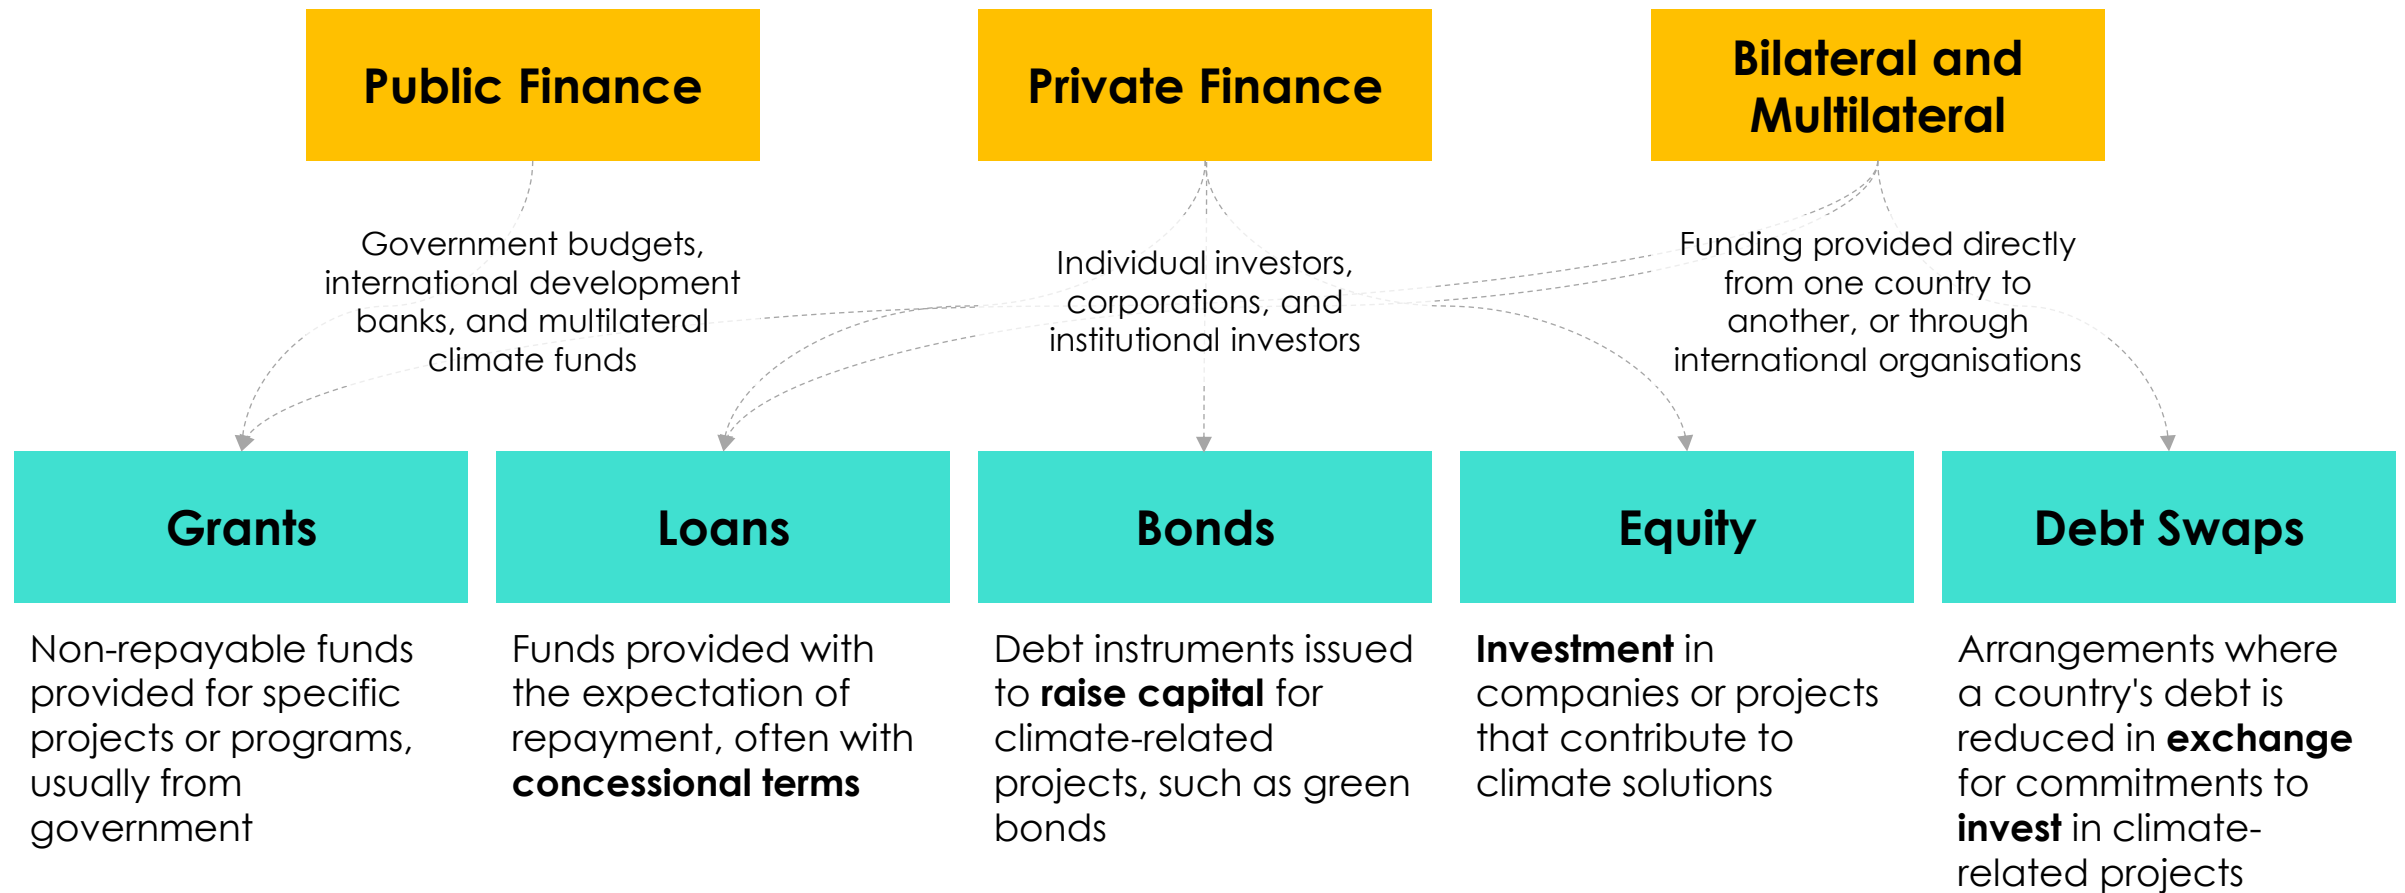 Public Finance
Private Finance
Bilateral and
Multilateral
Government budgets,
international development
banks, and multilateral
climate funds
Individual investors,
corporations, and
institutional investors
Funding provided directly
from one country to
another, or through
international organisations
Grants
Loans
Bonds
Equity
Debt Swaps
Non-repayable funds
provided for specific
projects or programs,
usually from
government
Funds provided with
the expectation of
repayment, often with
concessional terms
Debt instruments issued
to raise capital for
climate-related
projects, such as green
bonds
Investment in
companies or projects
that contribute to
climate solutions
Arrangements where
a country's debt is
reduced in exchange
for commitments to
invest in climate-
related projects